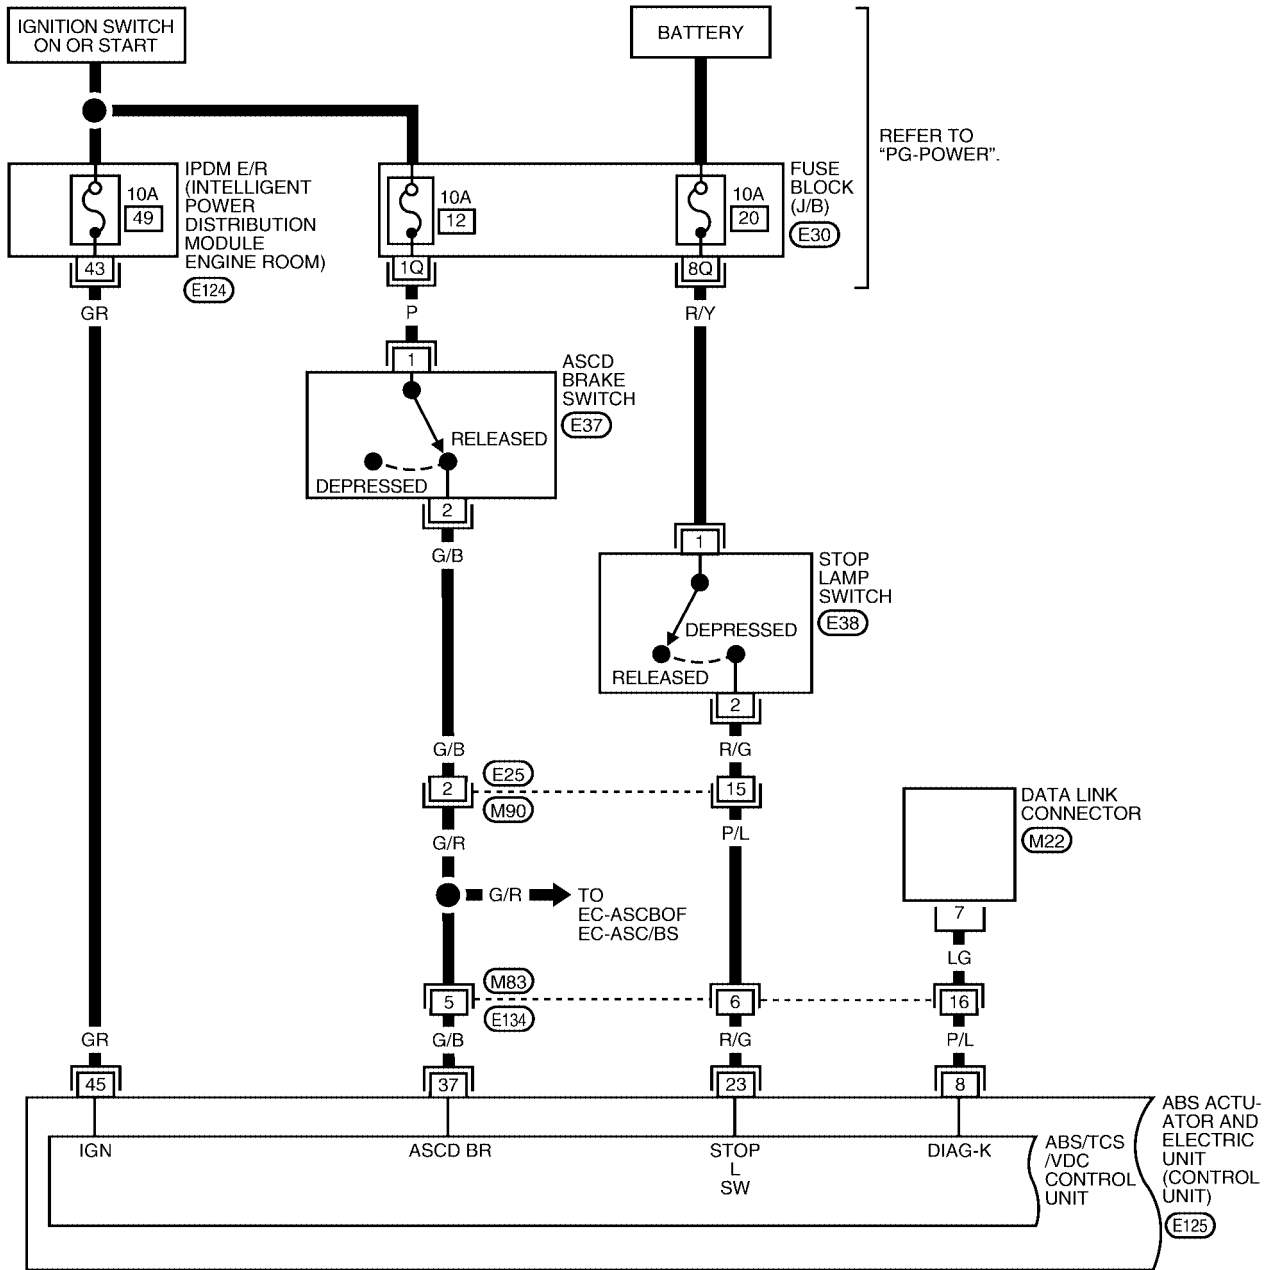 IGNITION SWITCH
ON OR START
BATTERY
REFER TO
“PG-POWER”.
10A
49
IPDM E/R
(INTELLIGENT
POWER
DISTRIBUTION
MODULE
ENGINE ROOM)
E124
10A
12
10A
20
FUSE
BLOCK
(J/B)
E30
43
1Q
8Q
GR
P
R/Y
1
ASCD
BRAKE
SWITCH
E37
RELEASED
DEPRESSED
2
G/B
1
STOP
LAMP
SWITCH
E38
DEPRESSED
RELEASED
2
G/B
R/G
2
E25
M90
15
G/R
P/L
DATA LINK
CONNECTOR
M22
G/R
TO
EC-ASCBOF
EC-ASC/BS
7
LG
5
M83
E134
6
16
GR
G/B
R/G
P/L
45
37
23
8
IGN
ASCD BR
STOP
L
SW
DIAG-K
ABS/TCS
/VDC
CONTROL
UNIT
ABS ACTU-
ATOR AND
ELECTRIC
UNIT
(CONTROL
UNIT)
E125